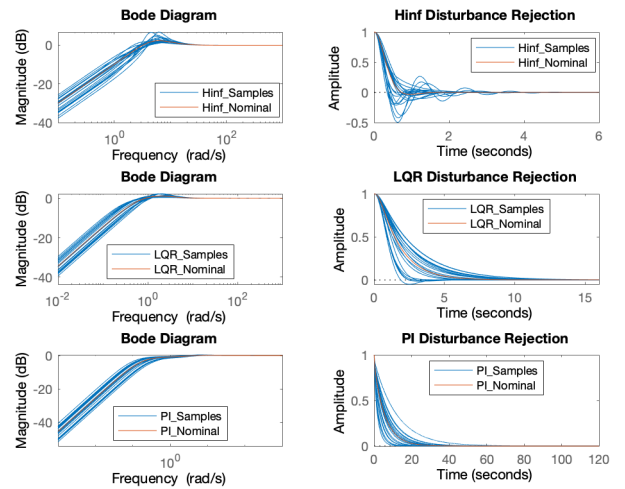 Bode Diagram
Magnitude (dB)
0
-20
-40
Hinf_Samples
Hinf_Nominal
10^0
10^2
Frequency (rad/s)
Hinf Disturbance Rejection
Amplitude
1
0.5
0
-0.5
Hinf_Samples
Hinf_Nominal
0
2
4
6
Time (seconds)
Bode Diagram
Magnitude (dB)
0
-20
-40
LQR_Samples
LQR_Nominal
10^-2
10^0
10^2
Frequency (rad/s)
LQR Disturbance Rejection
Amplitude
1
0.5
0
LQR_Samples
LQR_Nominal
0
5
10
15
Time (seconds)
Bode Diagram
Magnitude (dB)
0
-20
-40
PI_Samples
PI_Nominal
10^0
Frequency (rad/s)
PI Disturbance Rejection
Amplitude
1
0.5
0
PI_Samples
PI_Nominal
0
20
40
60
80
100
120
Time (seconds)